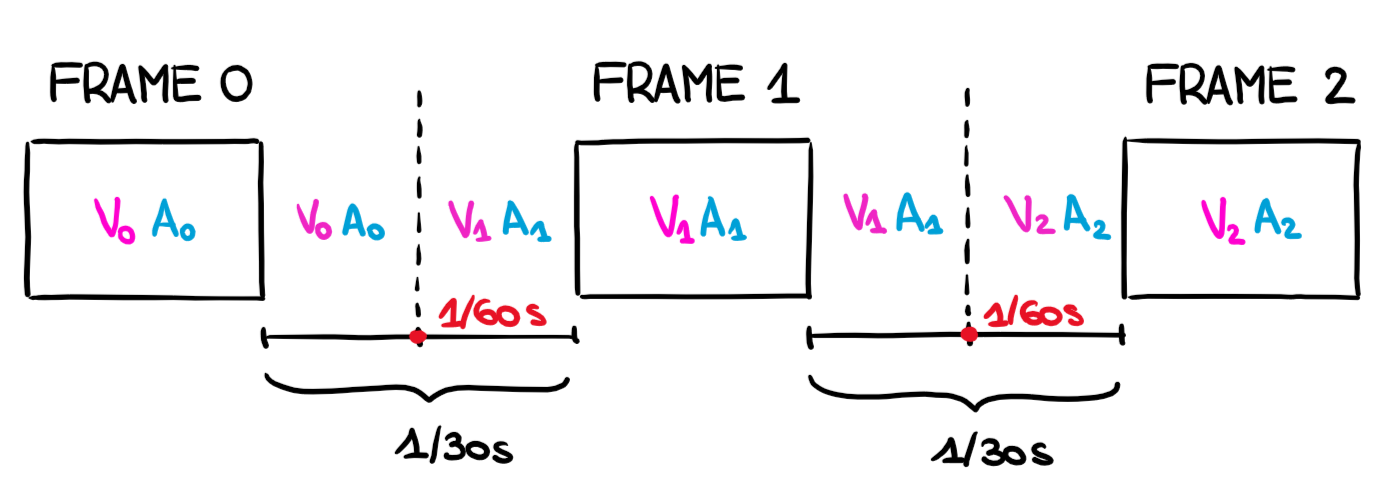 FRAME 0 FRAME 1 FRAME 2
V₀ A₀ V₀ A₀ V₁ A₁ V₁ A₁ V₁ A₁ V₂ A₂ V₂ A₂
1/60s 1/60s
1/30s 1/30s